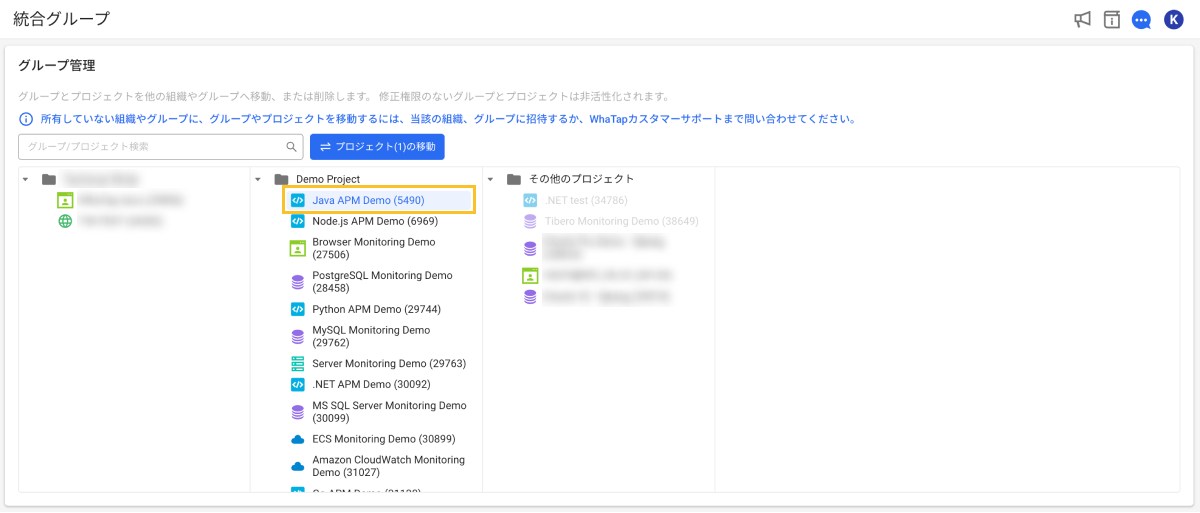 統合グループ
K
グループ管理
グループとプロジェクトを他の組織やグループへ移動、または削除します。 修正権限のないグループとプロジェクトは非活性化されます。
所有していない組織やグループに、グループやプロジェクトを移動するには、当該の組織、グループに招待するか、WhaTapカスタマーサポートまで問い合わせてください。
グループ/プロジェクト検索
プロジェクト(1)の移動
Demo Project
Java APM Demo (5490)
Node.js APM Demo (6969)
Browser Monitoring Demo
(27506)
PostgreSQL Monitoring Demo
(28458)
Python APM Demo (29744)
MySQL Monitoring Demo
(29762)
Server Monitoring Demo (29763)
.NET APM Demo (30092)
MS SQL Server Monitoring Demo
(30099)
ECS Monitoring Demo (30899)
Amazon CloudWatch Monitoring
Demo (31027)
その他のプロジェクト
.NET test (34786)
Tibero Monitoring Demo (38649)